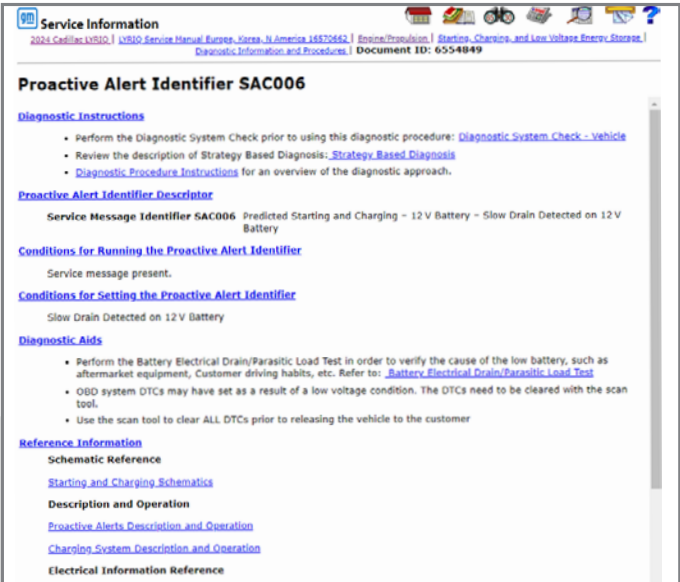 gm Service Information
2024 Cadillac LYRIQ | LYRIQ Service Manual Europe, Korea, N America 16570662 | Engine/Propulsion | Starting, Charging, and Low Voltage Energy Storage |
Diagnostic Information and Procedures | Document ID: 6554849
Proactive Alert Identifier SAC006
Diagnostic Instructions
• Perform the Diagnostic System Check prior to using this diagnostic procedure: Diagnostic System Check - Vehicle
• Review the description of Strategy Based Diagnosis: Strategy Based Diagnosis
• Diagnostic Procedure Instructions for an overview of the diagnostic approach.
Proactive Alert Identifier Descriptor
Service Message Identifier SAC006 Predicted Starting and Charging – 12 V Battery – Slow Drain Detected on 12 V
Battery
Conditions for Running the Proactive Alert Identifier
Service message present.
Conditions for Setting the Proactive Alert Identifier
Slow Drain Detected on 12 V Battery
Diagnostic Aids
• Perform the Battery Electrical Drain/Parasitic Load Test in order to verify the cause of the low battery, such as
aftermarket equipment, Customer driving habits, etc. Refer to: Battery Electrical Drain/Parasitic Load Test
• OBD system DTCs may have set as a result of a low voltage condition. The DTCs need to be cleared with the scan
tool.
• Use the scan tool to clear ALL DTCs prior to releasing the vehicle to the customer
Reference Information
Schematic Reference
Starting and Charging Schematics
Description and Operation
Proactive Alerts Description and Operation
Charging System Description and Operation
Electrical Information Reference